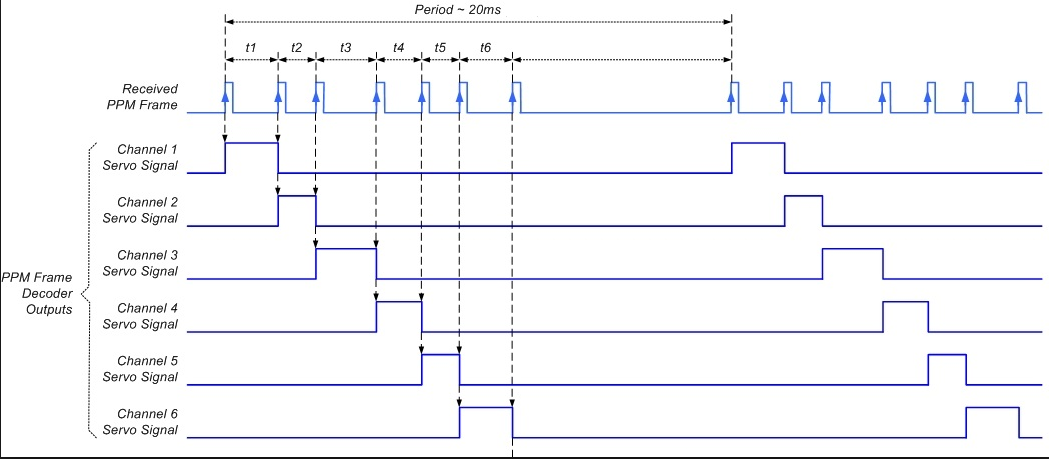 Period ~ 20ms
t1 t2 t3 t4 t5 t6
Received
PPM Frame
Channel 1
Servo Signal
Channel 2
Servo Signal
Channel 3
Servo Signal
PPM Frame
Decoder
Outputs
Channel 4
Servo Signal
Channel 5
Servo Signal
Channel 6
Servo Signal